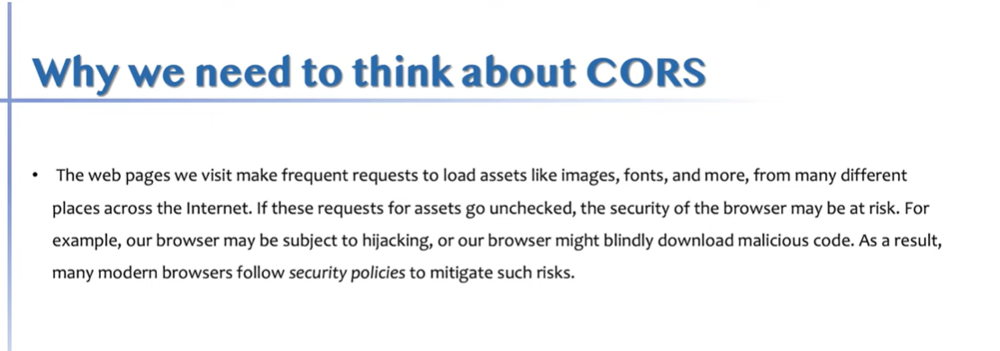 Why we need to think about CORS
• The web pages we visit make frequent requests to load assets like images, fonts, and more, from many different
places across the Internet. If these requests for assets go unchecked, the security of the browser may be at risk. For
example, our browser may be subject to hijacking, or our browser might blindly download malicious code. As a result,
many modern browsers follow security policies to mitigate such risks.